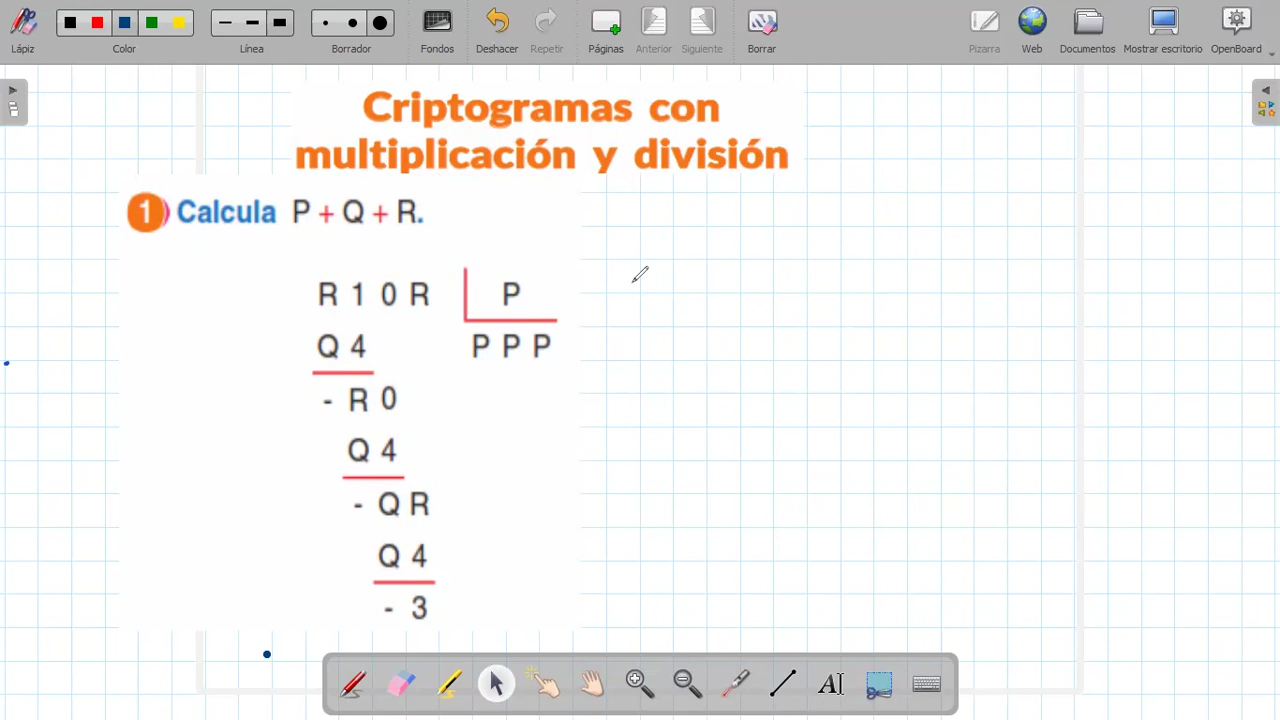 Lápiz Color Línea Borrador Fondos Deshacer Repetir Páginas Anterior Siguiente Borrar Pizarra Web Documentos Mostrar escritorio OpenBoard
Criptogramas con
multiplicación y división
1) Calcula P + Q + R.
R 1 0 R P
Q 4 P P P
- R 0
Q 4
- Q R
Q 4
- 3
AI